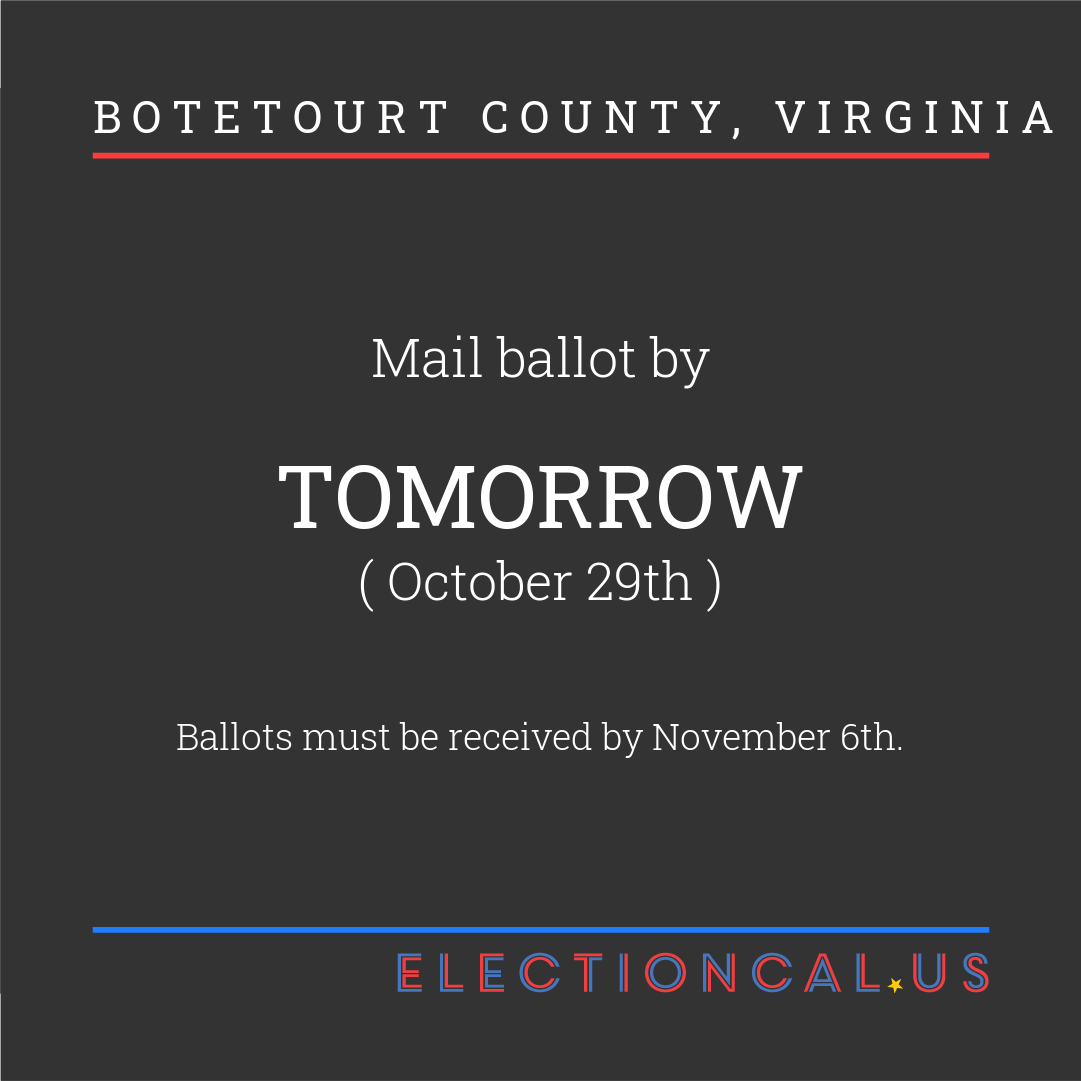 BOTETOURT COUNTY, VIRGINIA
Mail ballot by
TOMORROW
( October 29th )
Ballots must be received by November 6th.
ELECTIONCAL.US